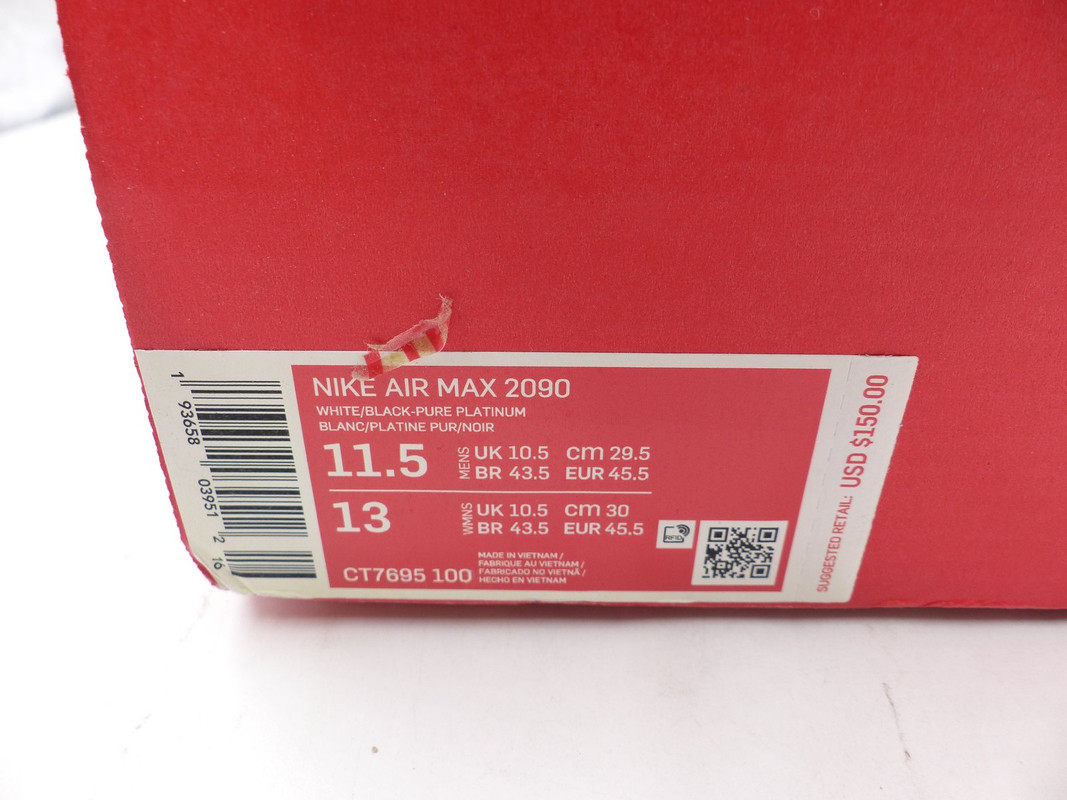 NIKE AIR MAX 2090
WHITE/BLACK-PURE PLATINUM
BLANC/PLATINE PUR/NOIR
11.5 MENS UK 10.5 cm 29.5
BR 43.5 EUR 45.5
13 WMNS UK 10.5 cm 30
BR 43.5 EUR 45.5
RFID
CT7695 100
MADE IN VIETNAM /
FABRIQUE AU VIETNAM /
FABRICADO NO VIETNÃ /
HECHO EN VIETNAM
1 93658 03951 2 16
SUGGESTED RETAIL: USD $150.00